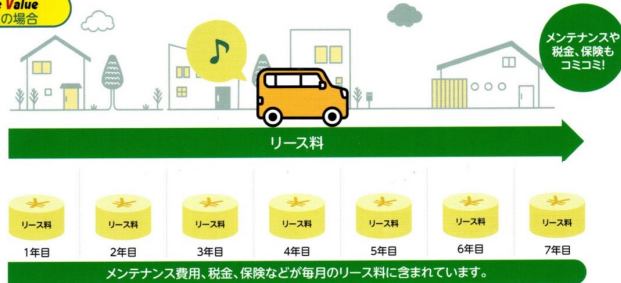 Value
の場合
メンテナンスや
税金、保険も
コミコミ!
リース料
リース料
リース料
リース料
リース料
リース料
リース料
リース料
1年目
2年目
3年目
4年目
5年目
6年目
7年目
メンテナンス費用、税金、保険などが毎月のリース料に含まれています。